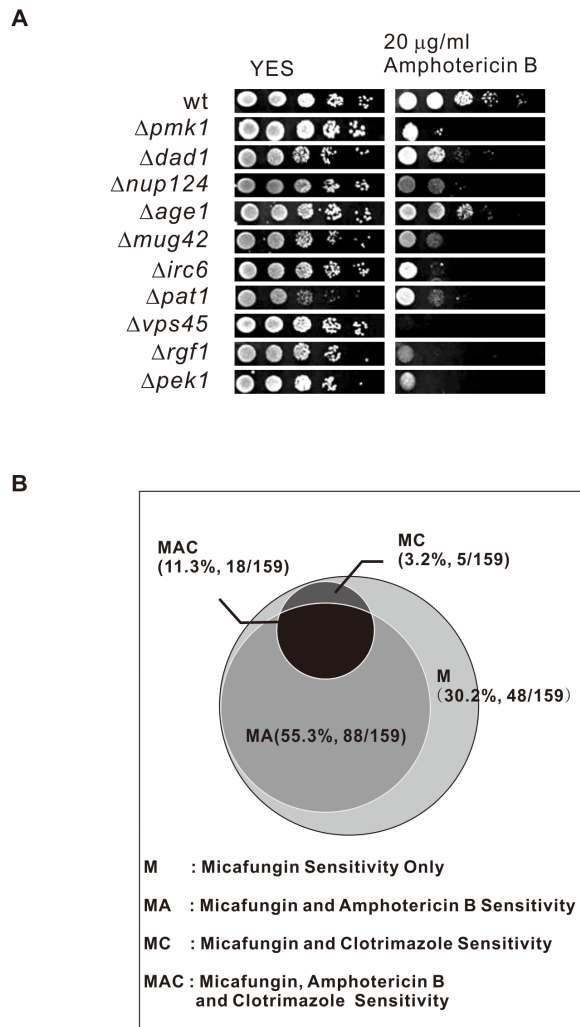 A
YES
20 μg/ml
Amphotericin B
wt
Δpmk1
Δdad1
Δnup124
Δage1
Δmug42
Δirc6
Δpat1
Δvps45
Δrgf1
Δpek1
B
MAC
(11.3%, 18/159)
MC
(3.2%, 5/159)
M
(30.2%, 48/159)
MA(55.3%, 88/159)
M : Micafungin Sensitivity Only
MA : Micafungin and Amphotericin B Sensitivity
MC : Micafungin and Clotrimazole Sensitivity
MAC : Micafungin, Amphotericin B
and Clotrimazole Sensitivity